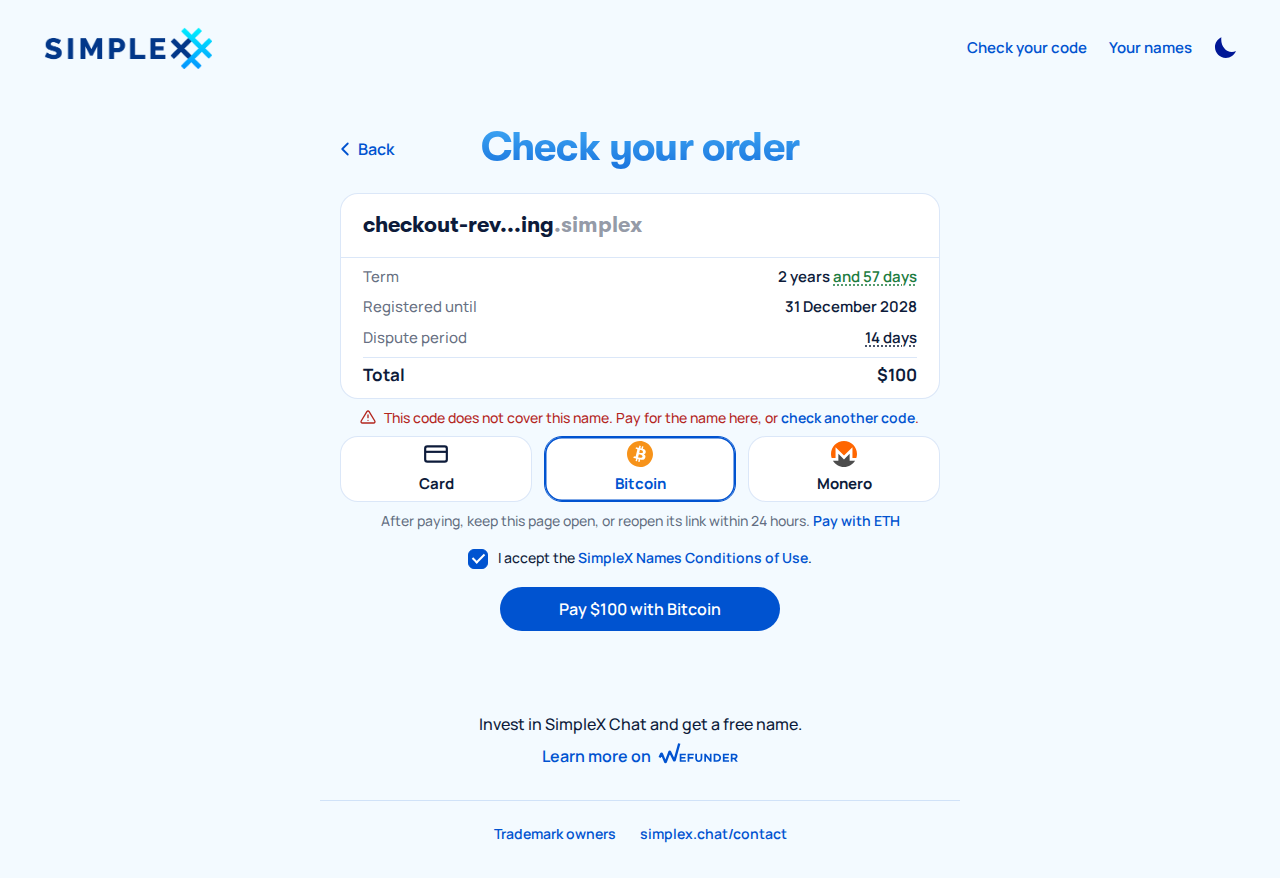 SIMPLEX
Check your code
Your names
Back
Check your order
checkout-rev...ing.simplex
Term
2 years and 57 days
Registered until
31 December 2028
Dispute period
14 days
Total
$100
This code does not cover this name. Pay for the name here, or check another code.
Card
Bitcoin
Monero
After paying, keep this page open, or reopen its link within 24 hours. Pay with ETH
I accept the SimpleX Names Conditions of Use.
Pay $100 with Bitcoin
Invest in SimpleX Chat and get a free name.
Learn more on WEFUNDER
Trademark owners
simplex.chat/contact